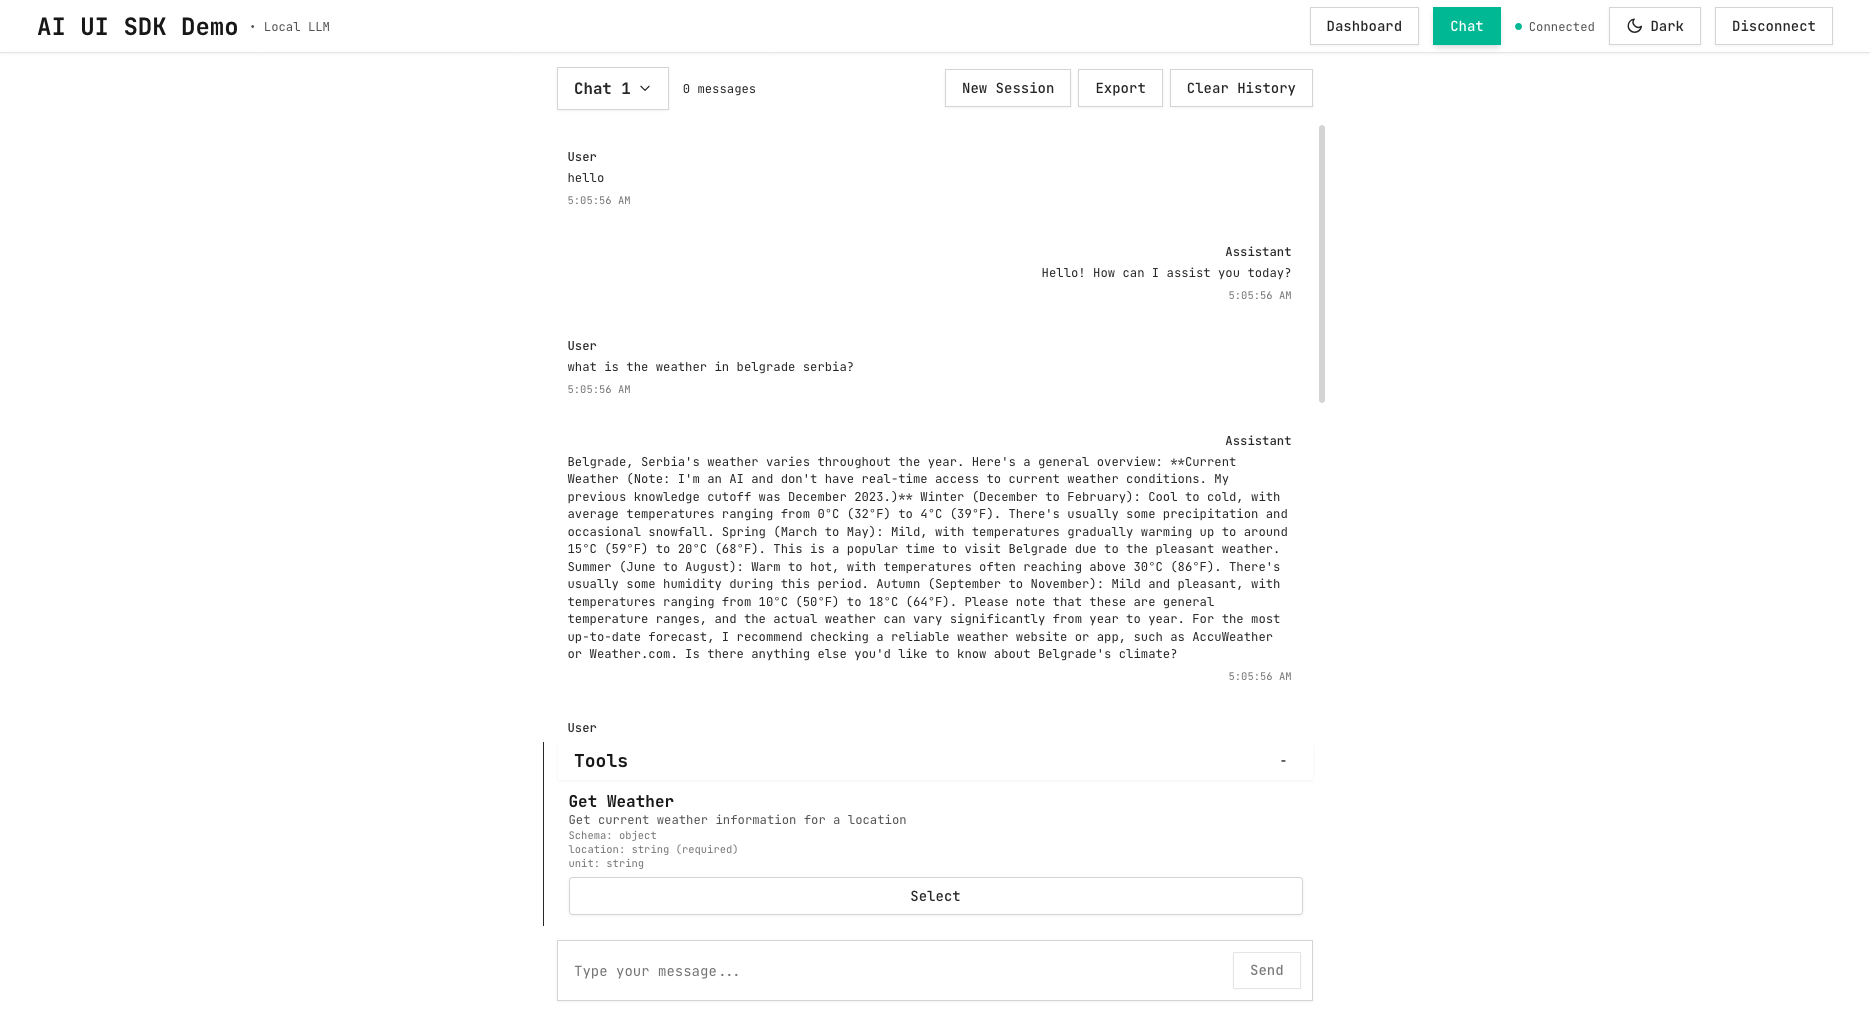 AI UI SDK Demo • Local LLM
Dashboard
Chat
Connected
Dark
Disconnect
Chat 1
0 messages
New Session
Export
Clear History
User
hello
5:05:56 AM
Assistant
Hello! How can I assist you today?
5:05:56 AM
User
what is the weather in belgrade serbia?
5:05:56 AM
Assistant
Belgrade, Serbia's weather varies throughout the year. Here's a general overview: **Current
Weather (Note: I'm an AI and don't have real-time access to current weather conditions. My
previous knowledge cutoff was December 2023.)** Winter (December to February): Cool to cold, with
average temperatures ranging from 0°C (32°F) to 4°C (39°F). There's usually some precipitation and
occasional snowfall. Spring (March to May): Mild, with temperatures gradually warming up to around
15°C (59°F) to 20°C (68°F). This is a popular time to visit Belgrade due to the pleasant weather.
Summer (June to August): Warm to hot, with temperatures often reaching above 30°C (86°F). There's
usually some humidity during this period. Autumn (September to November): Mild and pleasant, with
temperatures ranging from 10°C (50°F) to 18°C (64°F). Please note that these are general
temperature ranges, and the actual weather can vary significantly from year to year. For the most
up-to-date forecast, I recommend checking a reliable weather website or app, such as AccuWeather
or Weather.com. Is there anything else you'd like to know about Belgrade's climate?
5:05:56 AM
User
Tools -
Get Weather
Get current weather information for a location
Schema: object
location: string (required)
unit: string
Select
Type your message...
Send